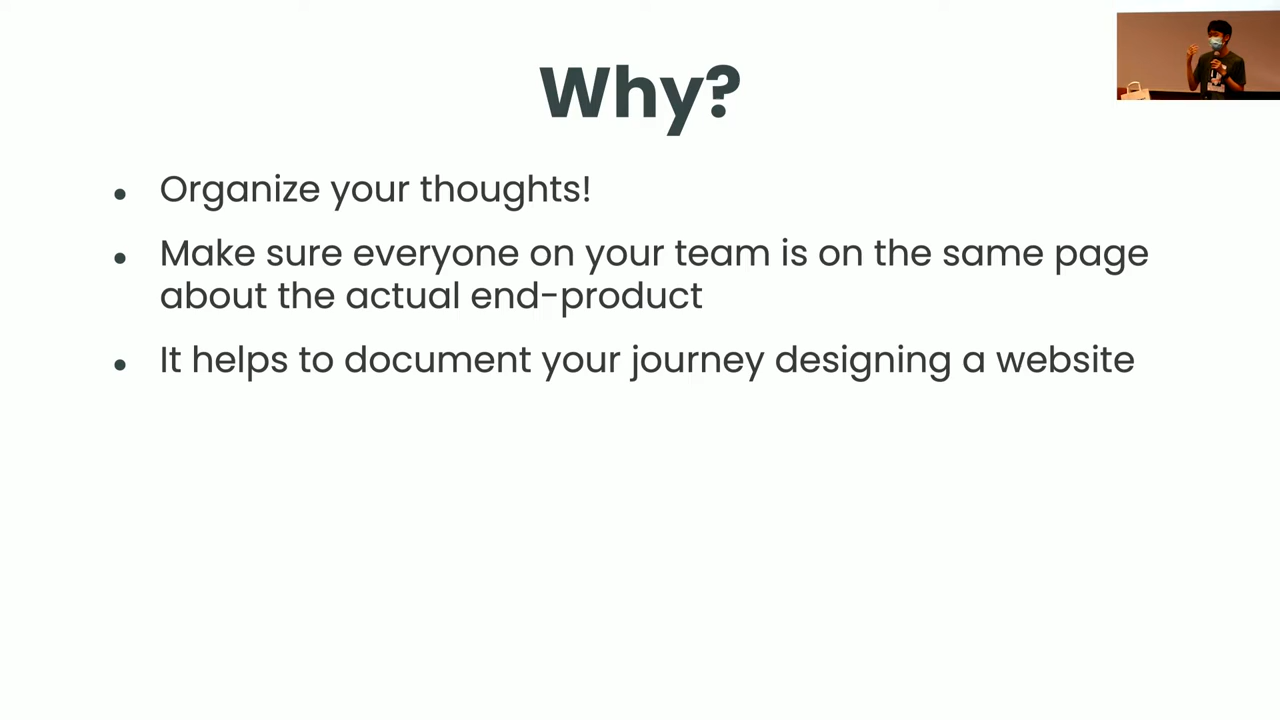 Why?
Organize your thoughts!
Make sure everyone on your team is on the same page
about the actual end-product
It helps to document your journey designing a website